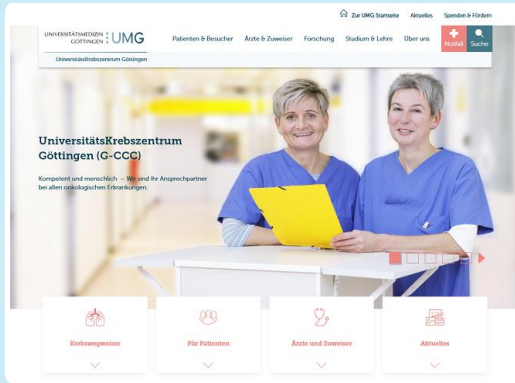 Zur UMG Startseite Aktuelles Spenden & Fördern
UNIVERSITÄTSMEDIZIN GÖTTINGEN UMG
Patienten & Besucher Ärzte & Zuweiser Forschung Studium & Lehre Über uns Notfall Suche
UniversitätsKrebszentrum Göttingen
UniversitätsKrebszentrum
Göttingen (G-CCC)
Kompetent und menschlich – Wir sind Ihr Ansprechpartner
bei allen onkologischen Erkrankungen.
Krebswegweiser Für Patienten Ärzte und Zuweiser Aktuelles